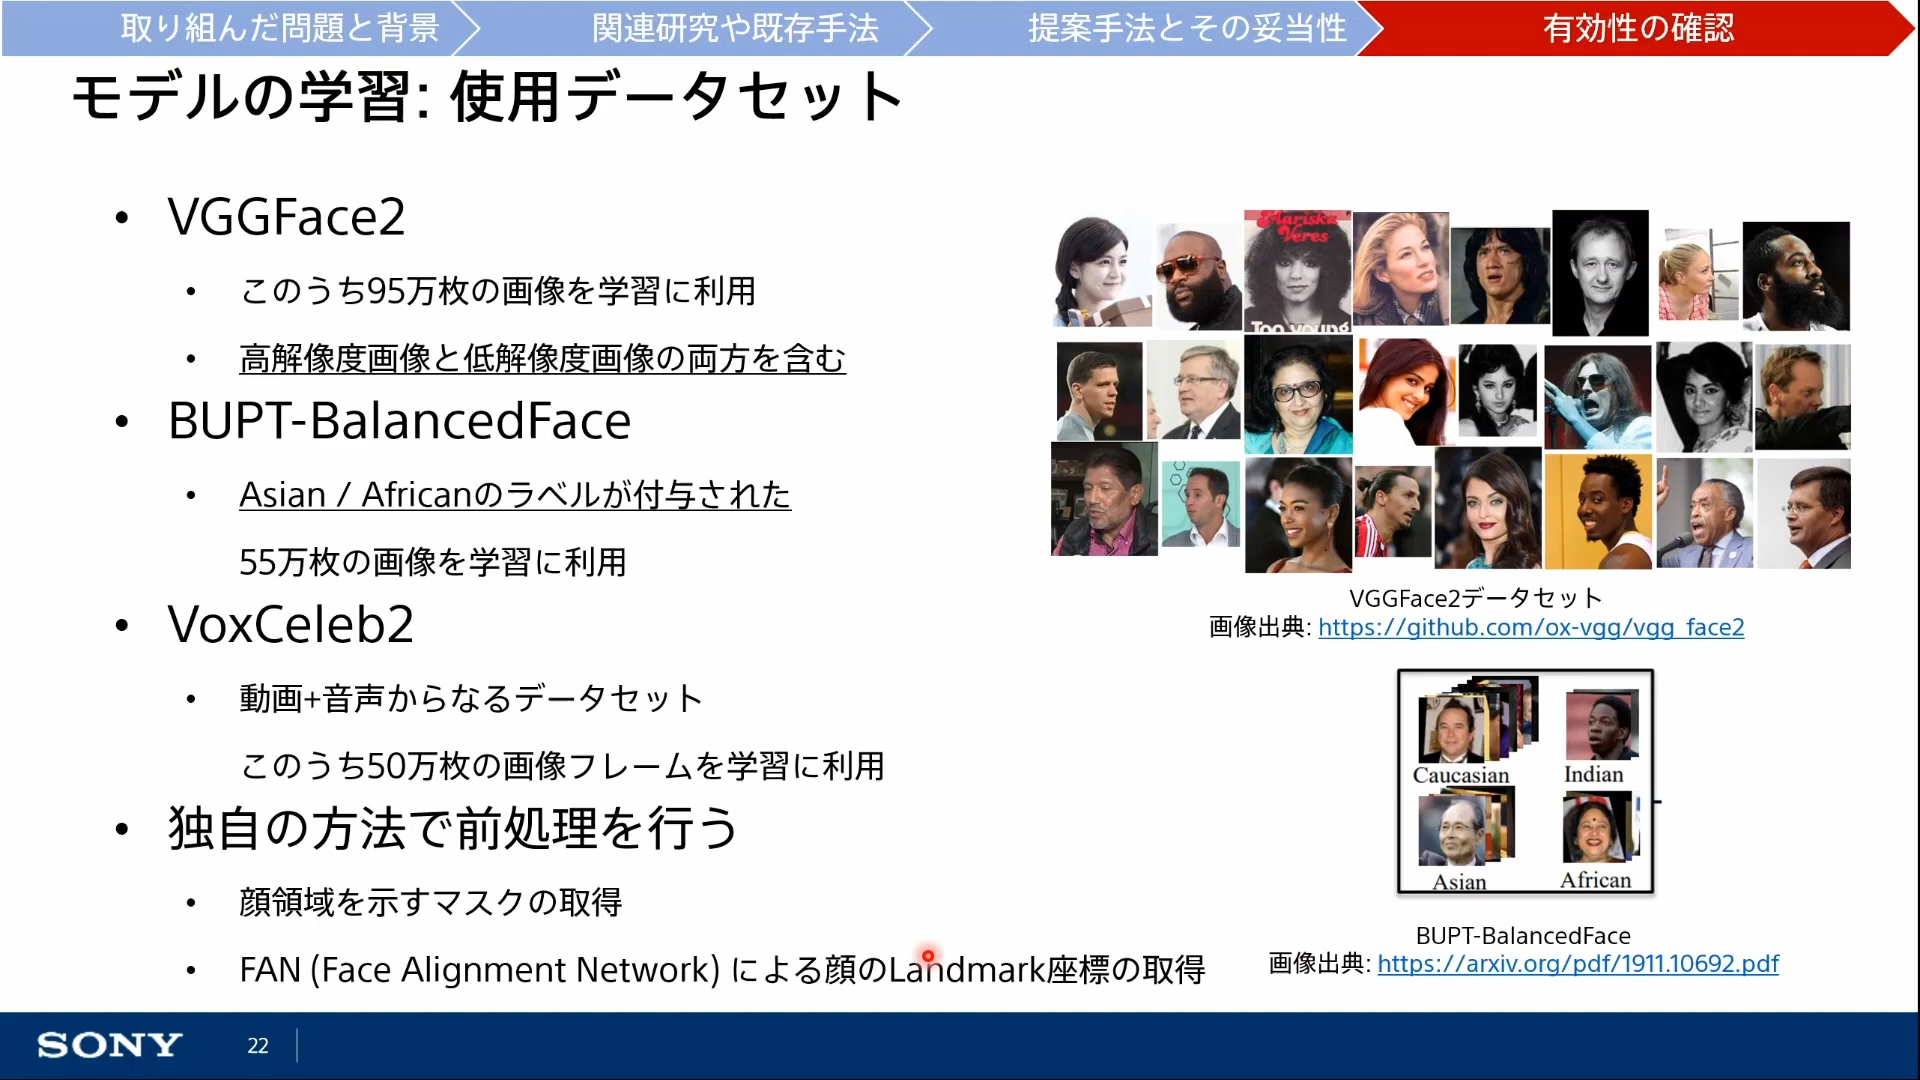 取り組んだ問題と背景
関連研究や既存手法
提案手法とその妥当性
有効性の確認
モデルの学習: 使用データセット
• VGGFace2
• このうち95万枚の画像を学習に利用
• 高解像度画像と低解像度画像の両方を含む
• BUPT-BalancedFace
• Asian / Africanのラベルが付与された
55万枚の画像を学習に利用
• VoxCeleb2
• 動画+音声からなるデータセット
このうち50万枚の画像フレームを学習に利用
• 独自の方法で前処理を行う
• 顔領域を示すマスクの取得
• FAN (Face Alignment Network) による顔のLandmark座標の取得
Mariska
Veres
Too young
VGGFace2データセット
画像出典: https://github.com/ox-vgg/vgg_face2
Caucasian
Indian
Asian
African
BUPT-BalancedFace
画像出典: https://arxiv.org/pdf/1911.10692.pdf
SONY
22